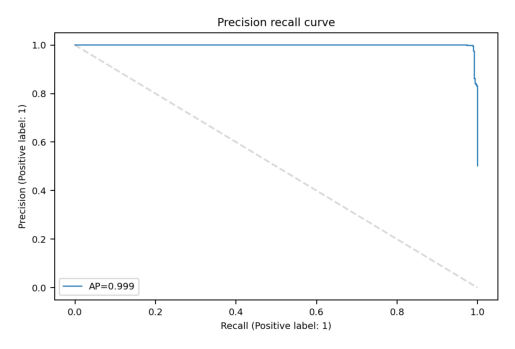 Precision recall curve
1.0
0.8
0.6
0.4
0.2
0.0
Precision (Positive label: 1)
AP=0.999
0.0 0.2 0.4 0.6 0.8 1.0
Recall (Positive label: 1)